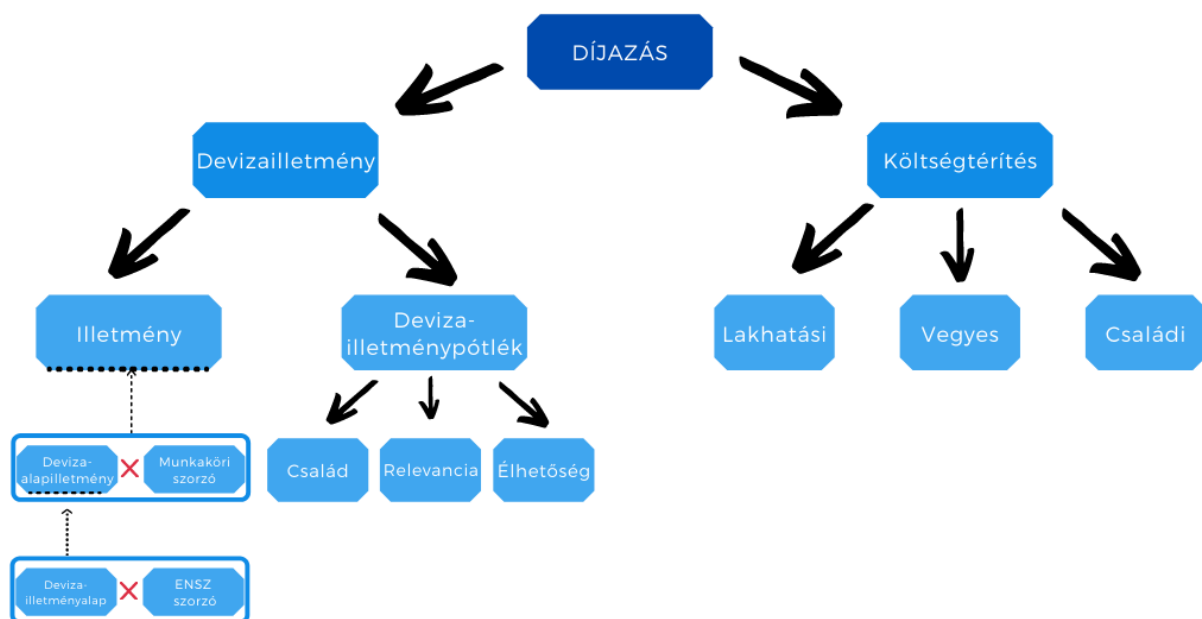 DÍJAZÁS
Devizailletmény
Költségtérítés
Illetmény
Deviza-
illetménypótlék
Lakhatási
Vegyes
Családi
Család
Relevancia
Élhetőség
Deviza-
alapilletmény
Munkaköri
szorzó
Deviza-
illetményalap
ENSZ
szorzó